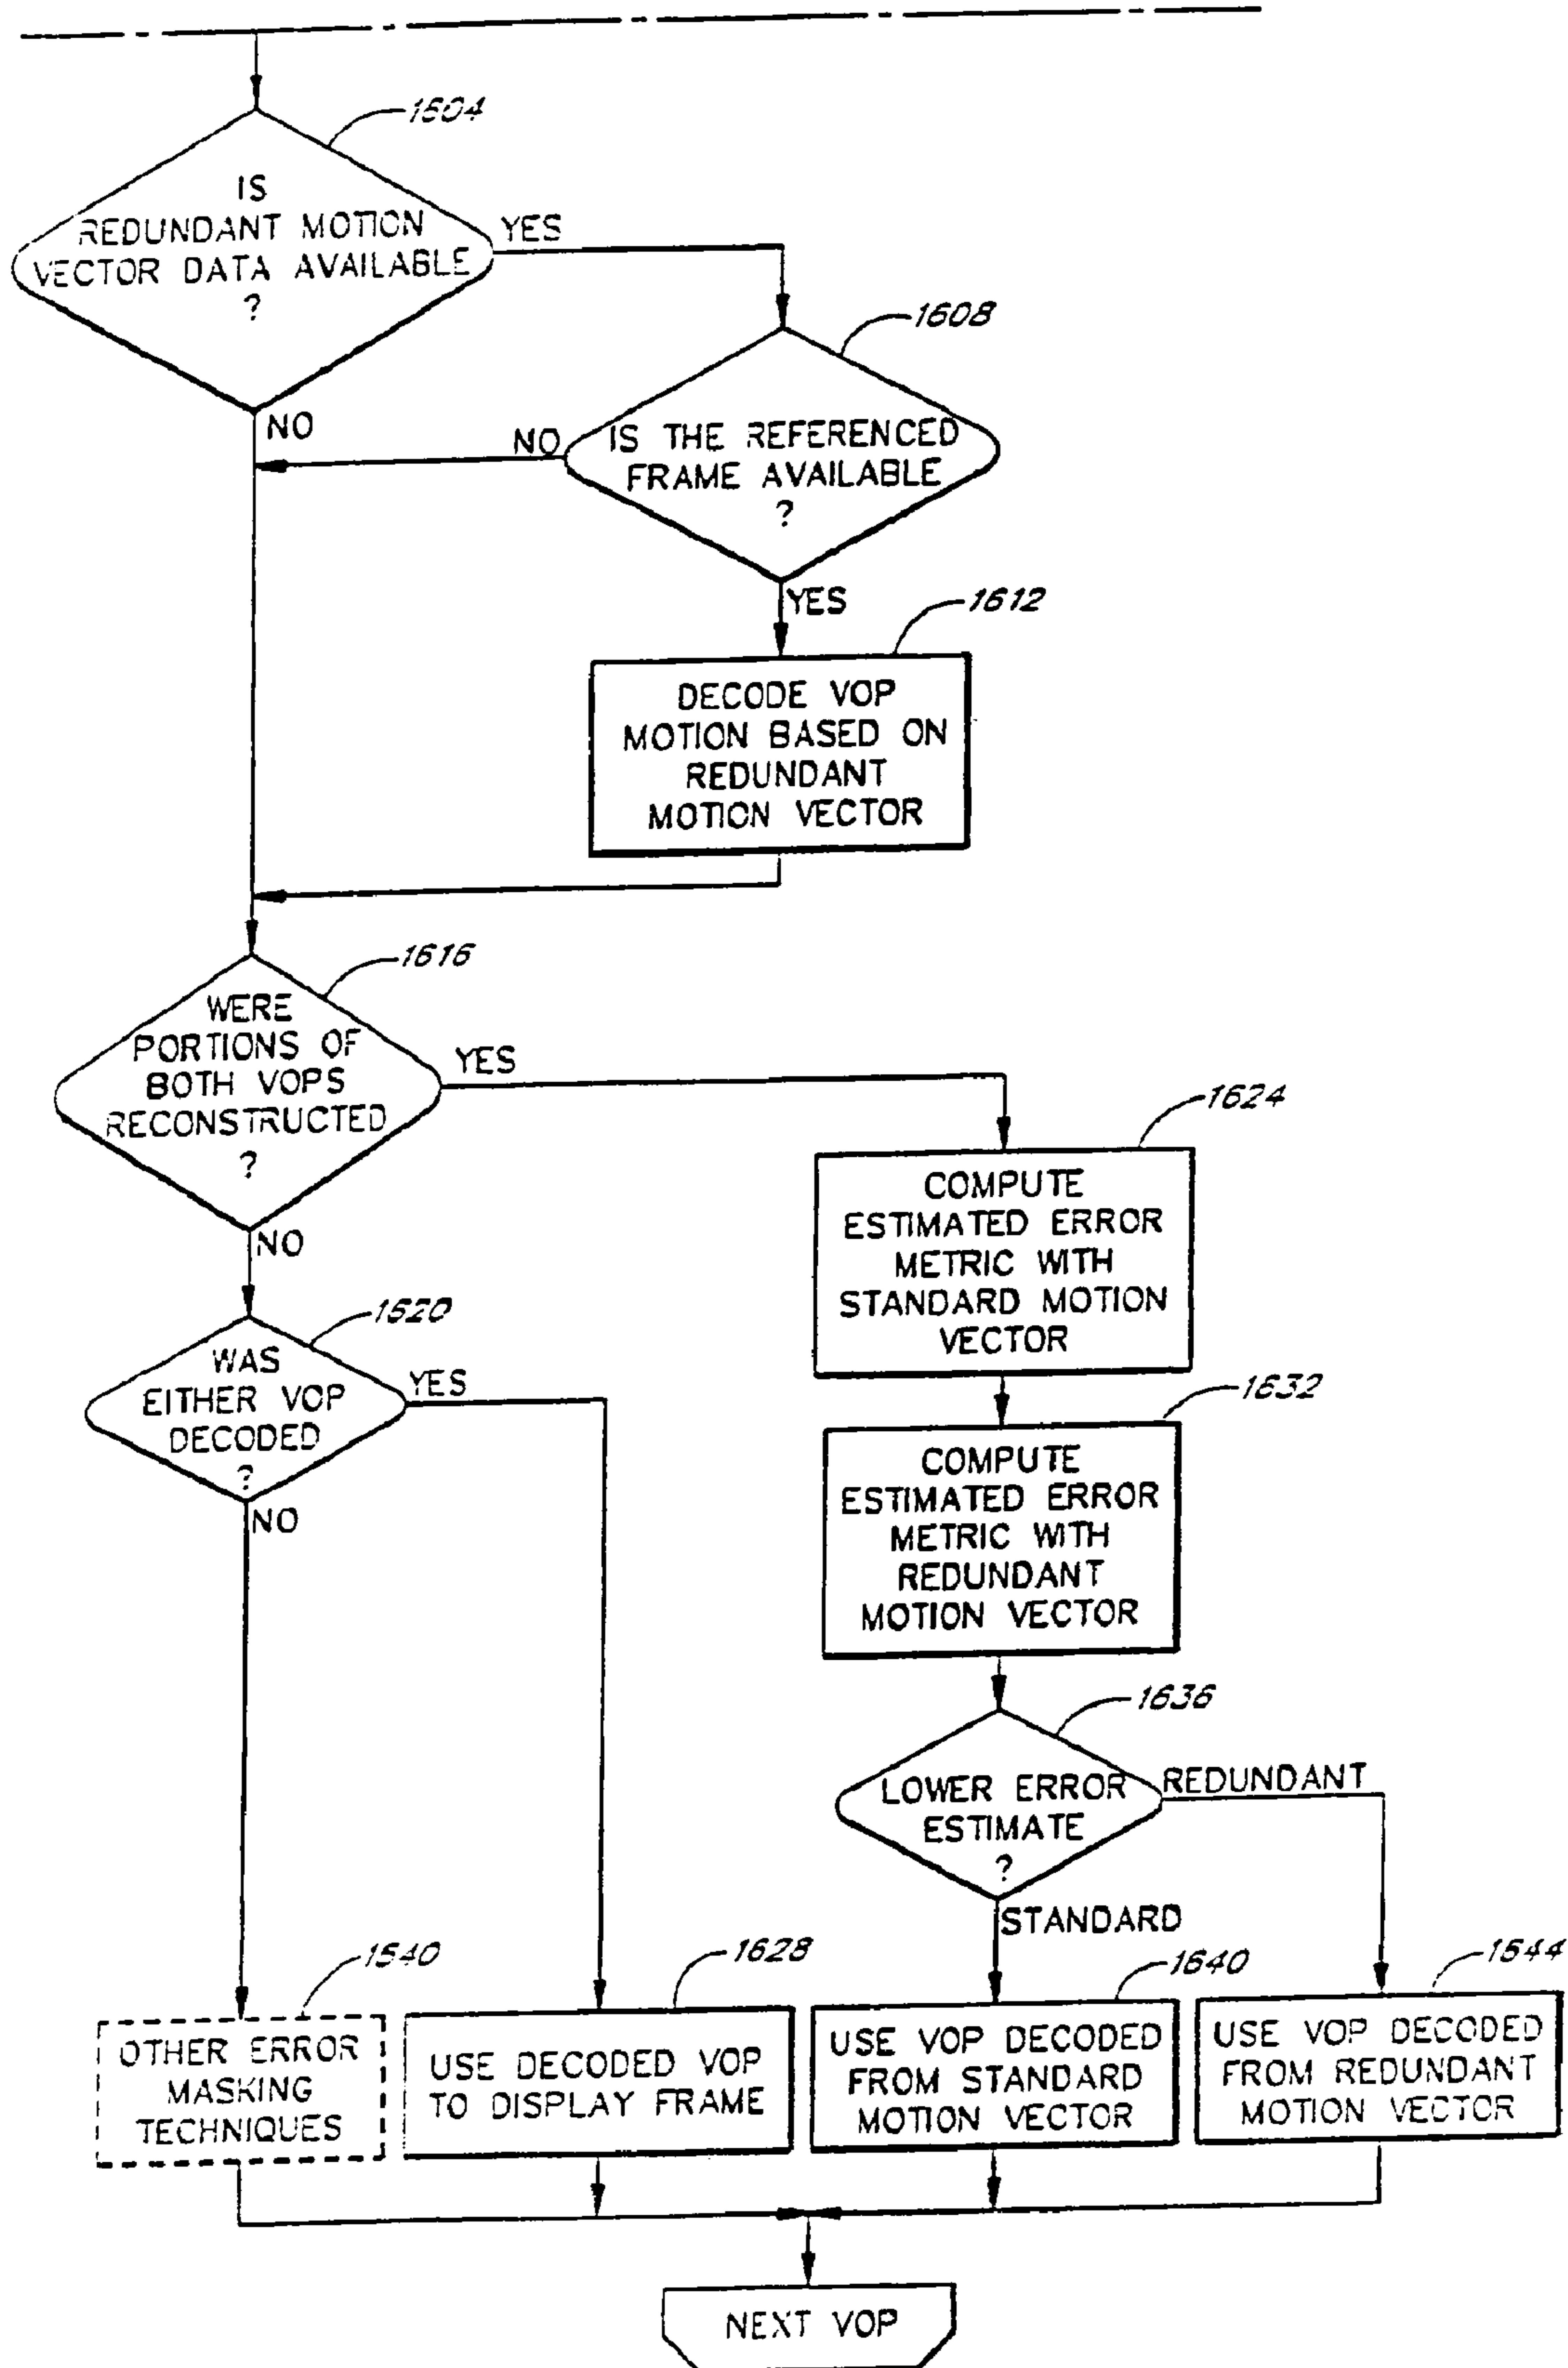 1604
IS
REDUNDANT MOTION
VECTOR DATA AVAILABLE
?
YES
NO
1608
IS THE REFERENCED
FRAME AVAILABLE
?
NO
YES
1612
DECODE VOP
MOTION BASED ON
REDUNDANT
MOTION VECTOR
1616
WERE
PORTIONS OF
BOTH VOPS
RECONSTRUCTED
?
YES
NO
1624
COMPUTE
ESTIMATED ERROR
METRIC WITH
STANDARD MOTION
VECTOR
1620
WAS
EITHER VOP
DECODED
?
YES
NO
1632
COMPUTE
ESTIMATED ERROR
METRIC WITH
REDUNDANT
MOTION VECTOR
1636
LOWER ERROR
ESTIMATE
?
REDUNDANT
STANDARD
1640
OTHER ERROR
MASKING
TECHNIQUES
1628
USE DECODED VOP
TO DISPLAY FRAME
1640
USE VOP DECODED
FROM STANDARD
MOTION VECTOR
1644
USE VOP DECODED
FROM REDUNDANT
MOTION VECTOR
NEXT VOP